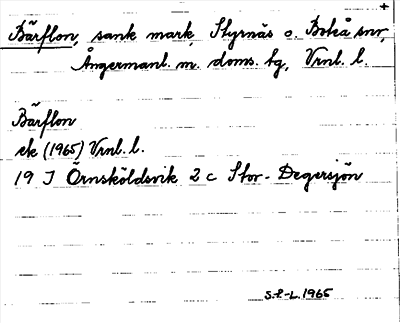 +
Bärflon, sank mark, Styrnäs o. Boteå snr,
Ångermanl. m. doms. tg, Vrnl. l.
Bärflon
ek (1965) Vrnl. l.
19 J Örnsköldsvik 2 c Stor-Degersjön
S.F.-L. 1965